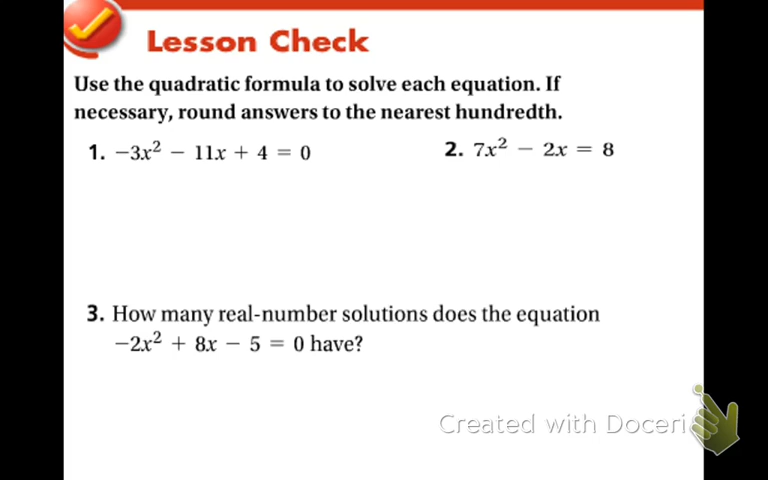 Lesson Check
Use the quadratic formula to solve each equation. If
necessary, round answers to the nearest hundredth.
1. −3x² − 11x + 4 = 0
2. 7x² − 2x = 8
3. How many real-number solutions does the equation
−2x² + 8x − 5 = 0 have?
Created with Doceri